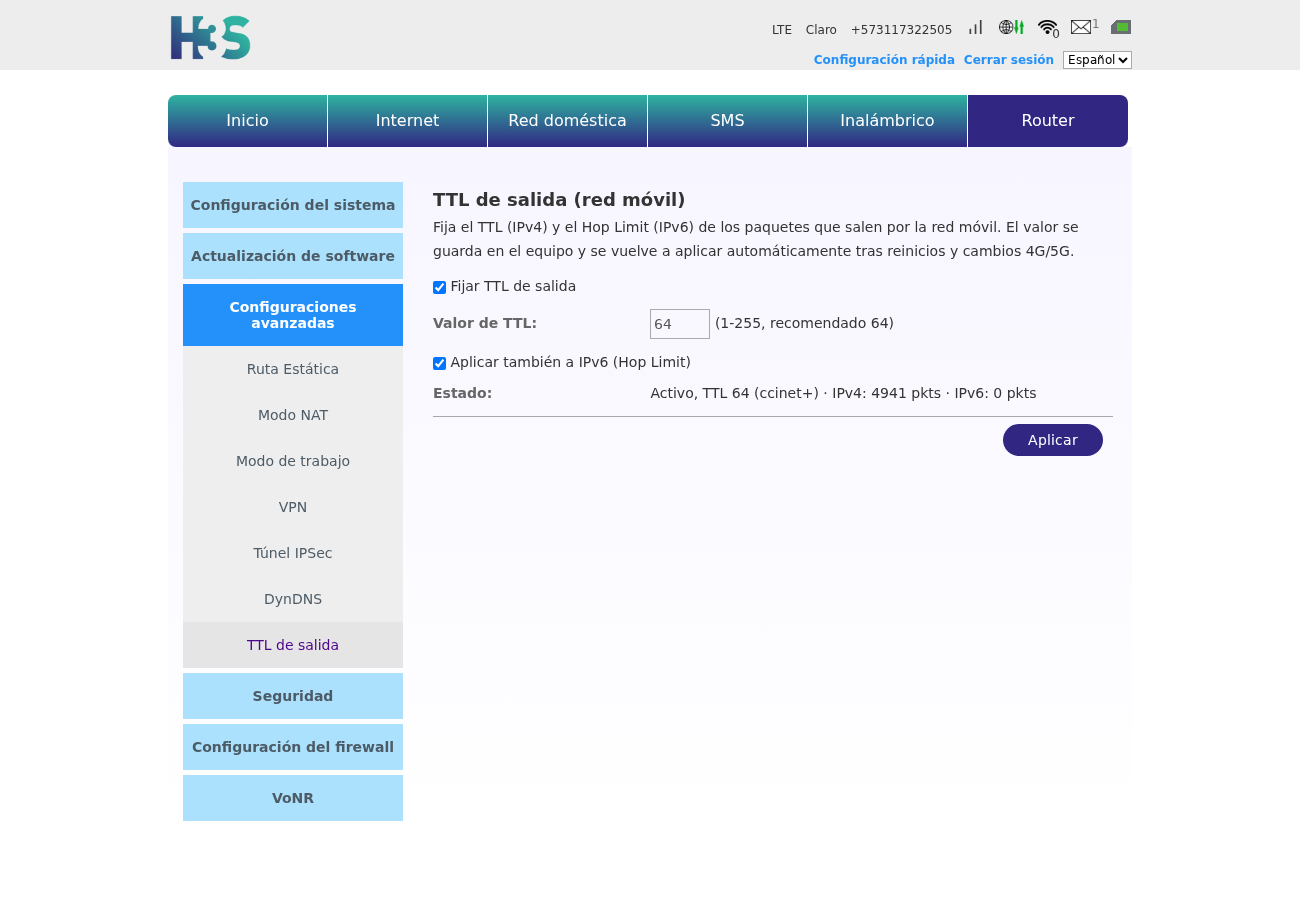 H3S
LTE Claro +573117322505 0 1
Configuración rápida Cerrar sesión Español
Inicio Internet Red doméstica SMS Inalámbrico Router
Configuración del sistema
Actualización de software
Configuraciones
avanzadas
Ruta Estática
Modo NAT
Modo de trabajo
VPN
Túnel IPSec
DynDNS
TTL de salida
Seguridad
Configuración del firewall
VoNR
TTL de salida (red móvil)
Fija el TTL (IPv4) y el Hop Limit (IPv6) de los paquetes que salen por la red móvil. El valor se
guarda en el equipo y se vuelve a aplicar automáticamente tras reinicios y cambios 4G/5G.
Fijar TTL de salida
Valor de TTL: 64 (1-255, recomendado 64)
Aplicar también a IPv6 (Hop Limit)
Estado: Activo, TTL 64 (ccinet+) · IPv4: 4941 pkts · IPv6: 0 pkts
Aplicar